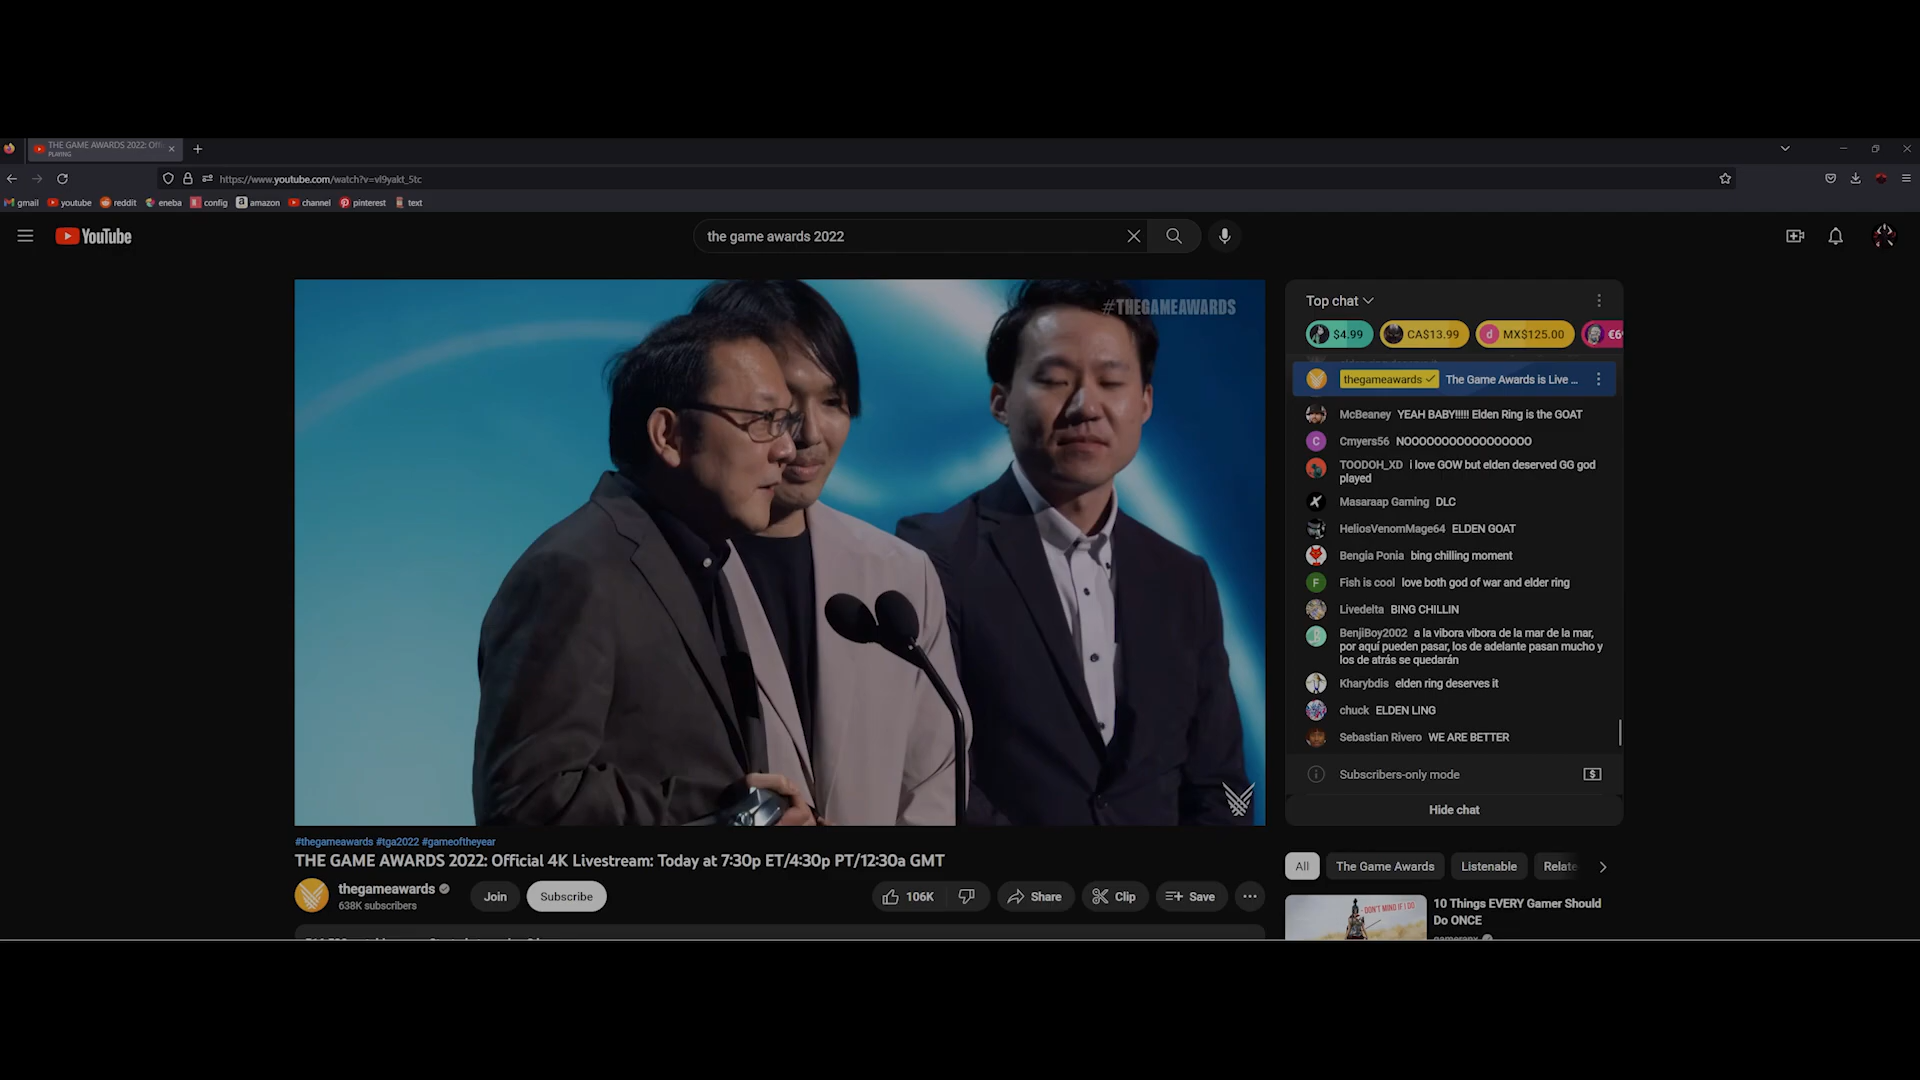 THE GAME AWARDS 2022: Offi
PLAYING
https://www.youtube.com/watch?v=vl9yakt_5tc
gmail youtube reddit eneba config amazon channel pinterest text
YouTube
the game awards 2022
#THEGAMEAWARDS
Top chat
$4.99 CA$13.99 d MX$125.00 €6
thegameawards The Game Awards is Live ...
McBeaney YEAH BABY!!!!! Elden Ring is the GOAT
C Cmyers56 NOOOOOOOOOOOOOOOOO
TOODOH_XD i love GOW but elden deserved GG god
played
Masaraap Gaming DLC
HeliosVenomMage64 ELDEN GOAT
Bengia Ponia bing chilling moment
F Fish is cool love both god of war and elder ring
Livedelta BING CHILLIN
BenjiBoy2002 a la vibora vibora de la mar de la mar,
por aquí pueden pasar, los de adelante pasan mucho y
los de atrás se quedarán
Kharybdis elden ring deserves it
chuck ELDEN LING
Sebastian Rivero WE ARE BETTER
Subscribers-only mode
Hide chat
#thegameawards #tga2022 #gameoftheyear
THE GAME AWARDS 2022: Official 4K Livestream: Today at 7:30p ET/4:30p PT/12:30a GMT
thegameawards
638K subscribers
Join Subscribe
106K Share Clip Save
All The Game Awards Listenable Relate
- DON'T MIND IF I DO
10 Things EVERY Gamer Should
Do ONCE
gameranx